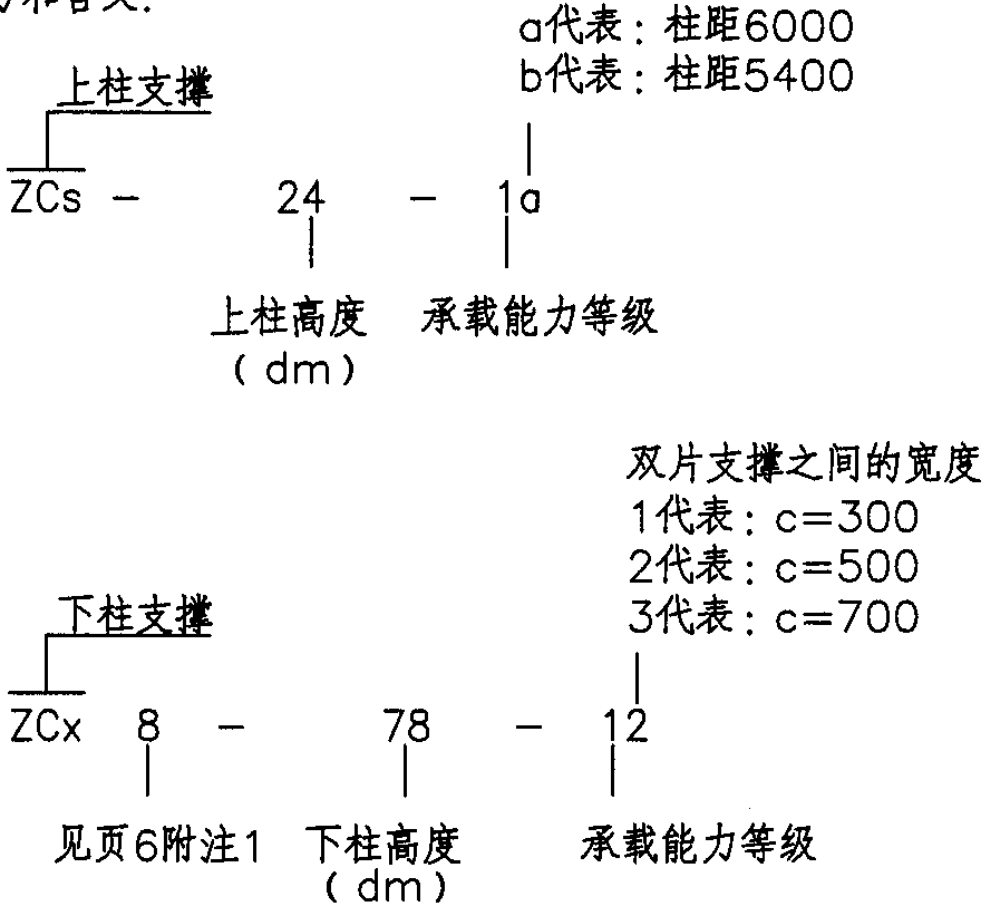 a代表：柱距6000
b代表：柱距5400
上柱支撑
ZCs - 24 - 1a
上柱高度
(dm)
承载能力等级
双片支撑之间的宽度
1代表：c=300
2代表：c=500
3代表：c=700
下柱支撑
ZCx 8 - 78 - 12
见页6附注1
下柱高度
(dm)
承载能力等级